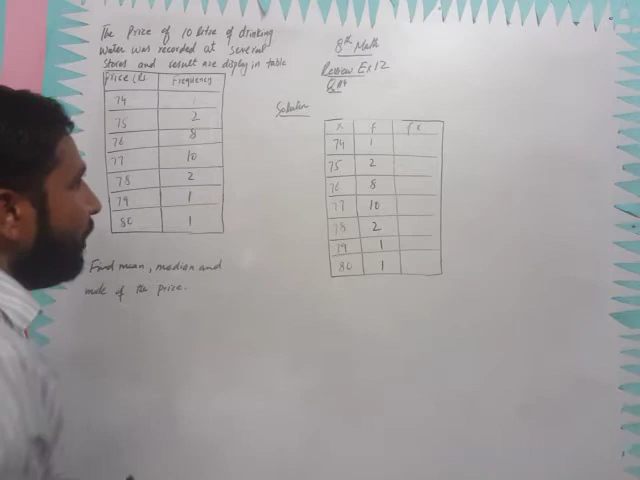 The Price of 10 litre of drinking
water was recorded at several
stores and result are display in table
Price (Rs Frequency
74 1
75 2
76 8
77 10
78 2
79 1
80 1
Find mean, median and
mode of the price.
8th Math
Review Ex 12
Q#4
Solution
x f fx
74 1
75 2
76 8
77 10
78 2
79 1
80 1